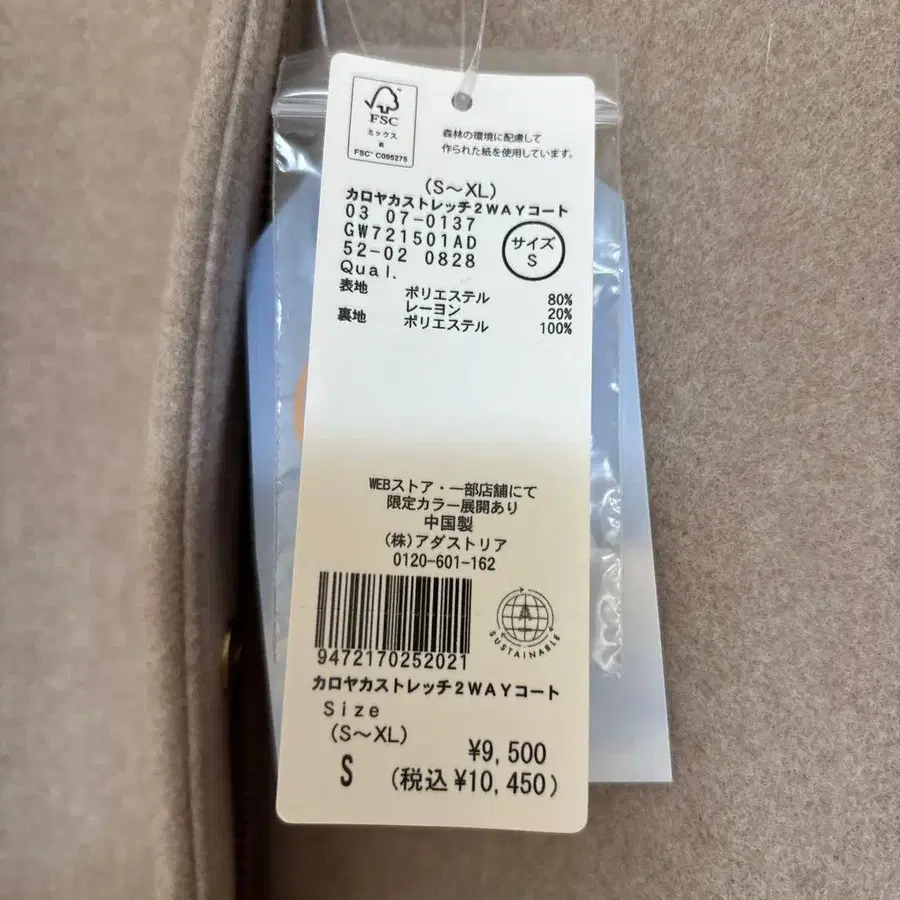 FSC
ミックス
紙
FSC™ C095275
森林の環境に配慮して
作られた紙を使用しています。
(S～XL)
カロヤカストレッチ2WAYコート
03 07-0137
GW721501AD
52-02 0828
サイズ
S
Qual.
表地 ポリエステル 80%
レーヨン 20%
裏地 ポリエステル 100%
WEBストア・一部店舗にて
限定カラー展開あり
中国製
(株)アダストリア
0120-601-162
A
SUSTAINABLE
9472170252021
カロヤカストレッチ2WAYコート
Size
(S～XL)
S
¥9,500
(税込¥10,450)